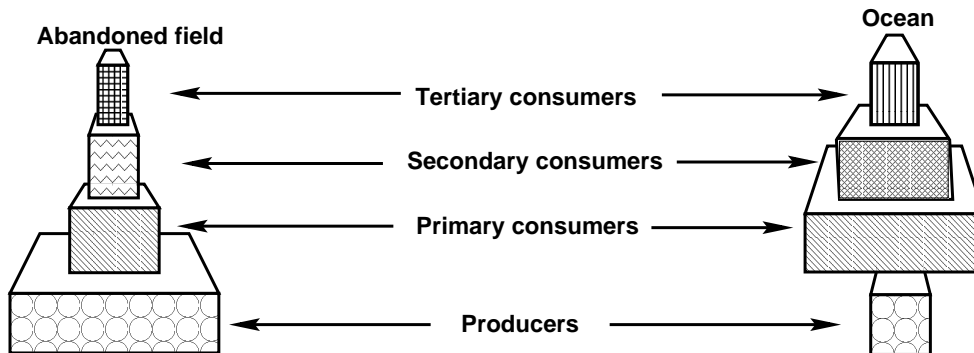 Ocean
Abandoned field
Tertiary consumers
Secondary consumers
Primary consumers
Producers